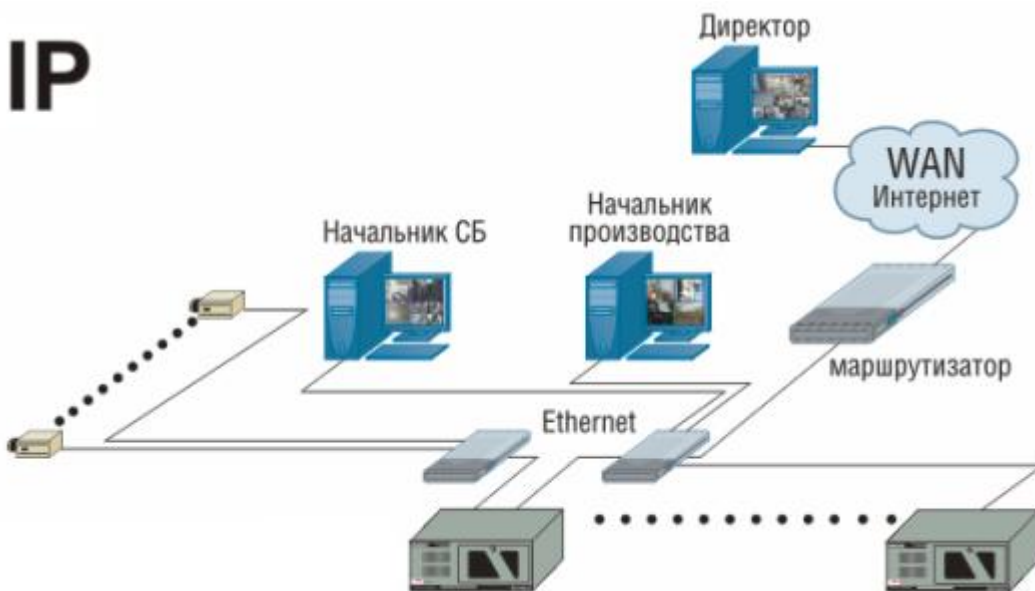 IP
Директор
WAN
Интернет
Начальник СБ
Начальник
производства
маршрутизатор
Ethernet